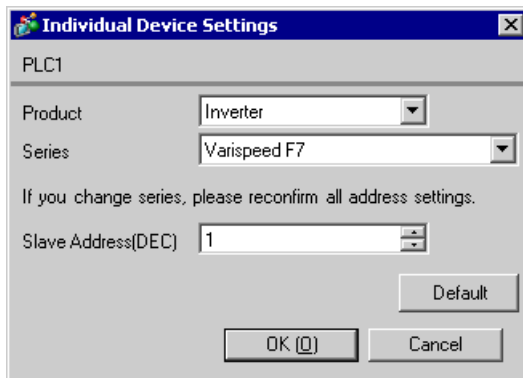 Individual Device Settings
PLC1
Product Inverter
Series Varispeed F7
If you change series, please reconfirm all address settings.
Slave Address(DEC) 1
Default
OK (O) Cancel